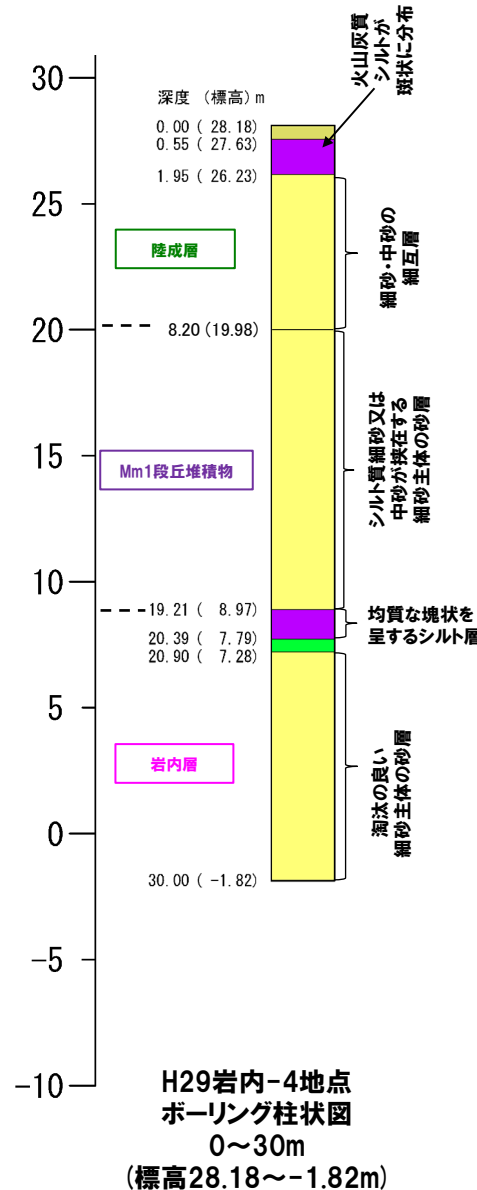 火山灰質
シルトが
斑状に分布
深度 (標高) m
30
0.00 ( 28.18)
0.55 ( 27.63)
1.95 ( 26.23)
25
陸成層
細砂・中砂の
細互層
20
8.20 (19.98)
15
Mm1段丘堆積物
シルト質細砂又は
中砂が挟在する
細砂主体の砂層
10
19.21 ( 8.97)
20.39 ( 7.79)
20.90 ( 7.28)
均質な塊状を
呈するシルト層
5
岩内層
淘汰の良い
細砂主体の砂層
0
30.00 ( -1.82)
-5
-10
H29岩内-4地点
ボーリング柱状図
0～30m
(標高28.18～-1.82m)